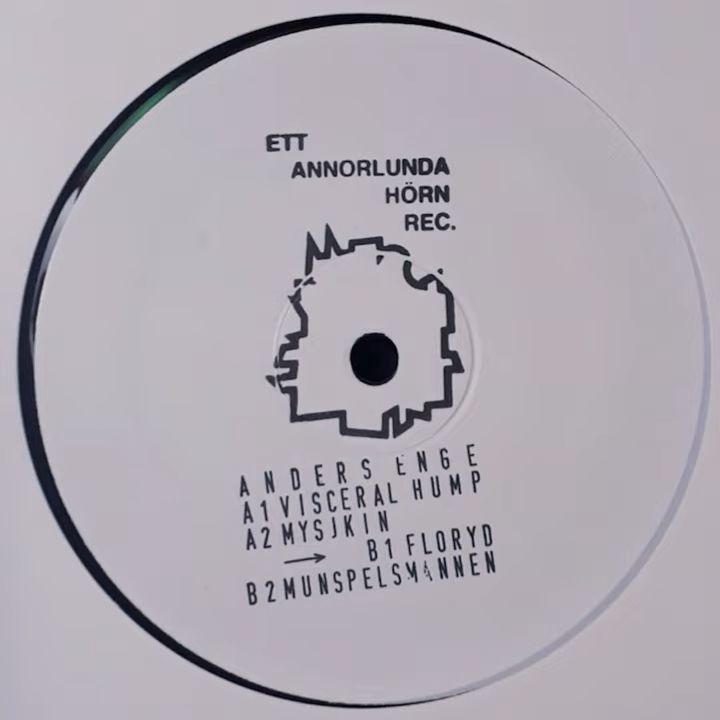 ETT
ANNORLUNDA
HÖRN
REC.
ANDERS ENGE
A1 VISCERAL HUMP
A2 MYSJKIN
→ B1 FLORYD
B2 MUNSPELSMANNEN